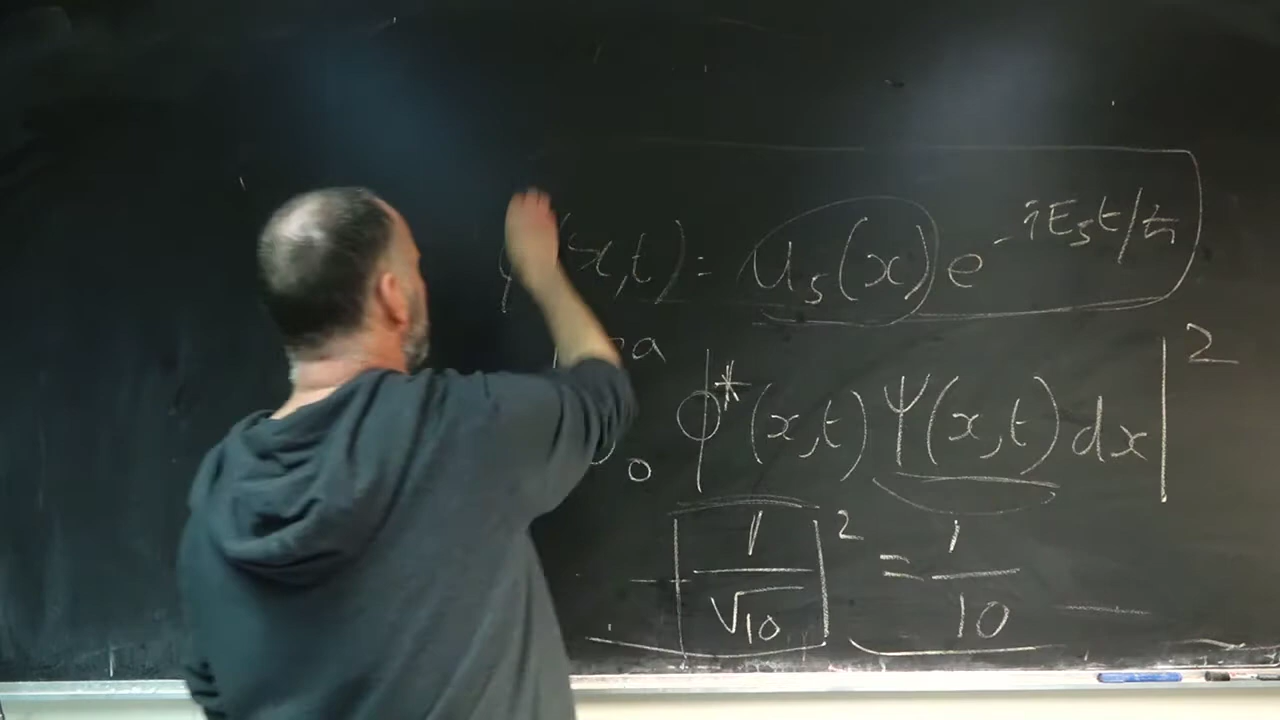 (x,t) = u₅(x) e^{-iE₅t/ℏ}
a
0 ϕ*(x,t) Ψ(x,t) dx |²
|1/√10|² = 1/10